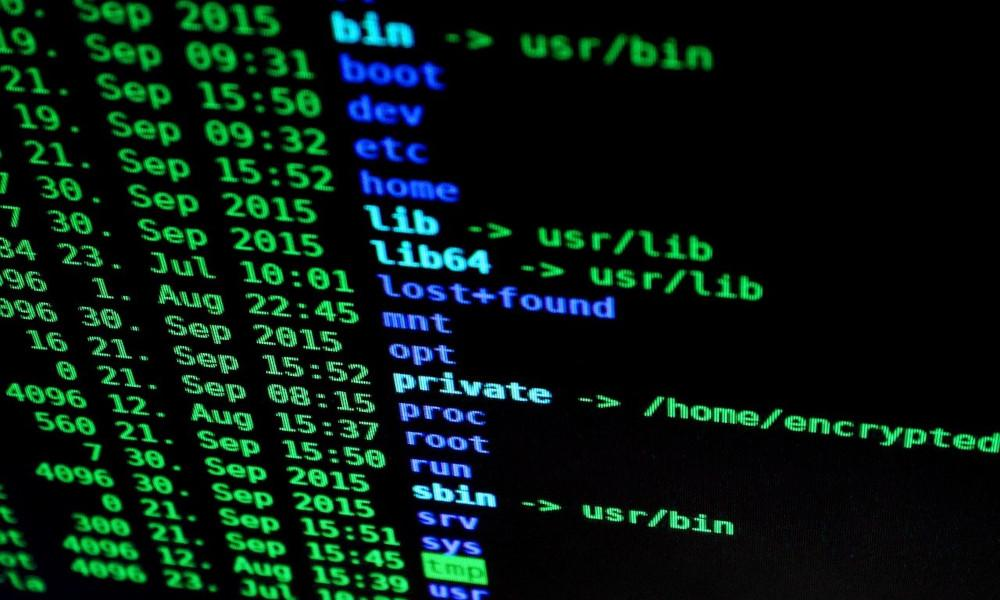 0. Sep 2015 bin -> usr/bin
19. Sep 09:31 boot
21. Sep 15:50 dev
19. Sep 09:32 etc
21. Sep 15:52 home
7 30. Sep 2015 lib -> usr/lib
7 30. Sep 2015 lib64 -> usr/lib
84 23. Jul 10:01 lost+found
096 1. Aug 22:45 mnt
096 30. Sep 2015 opt
16 21. Sep 15:52 private -> /home/encrypted
0 21. Sep 08:15 proc
4096 12. Aug 15:37 root
560 21. Sep 15:50 run
7 30. Sep 2015 sbin -> usr/bin
4096 30. Sep 2015 srv
0 21. Sep 15:51 sys
300 21. Sep 15:45 tmp
4096 12. Aug 15:39 usr
4096 23. Jul